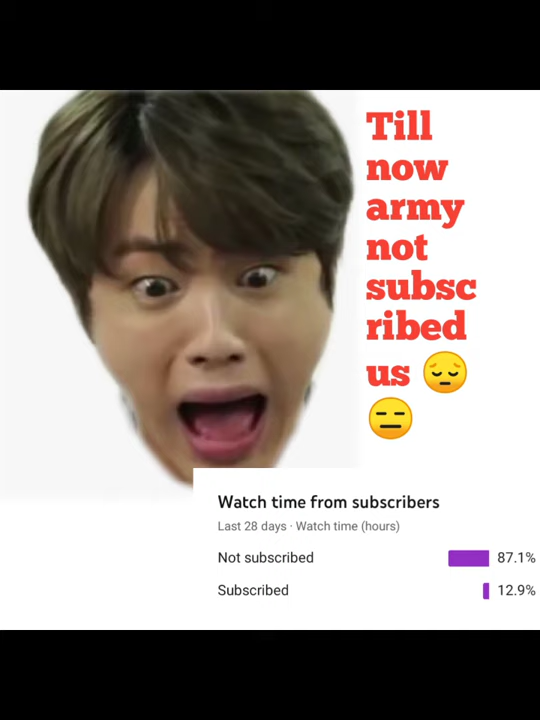 Till
now
army
not
subsc
ribed
us 😔
😑
Watch time from subscribers
Last 28 days · Watch time (hours)
Not subscribed 87.1%
Subscribed 12.9%